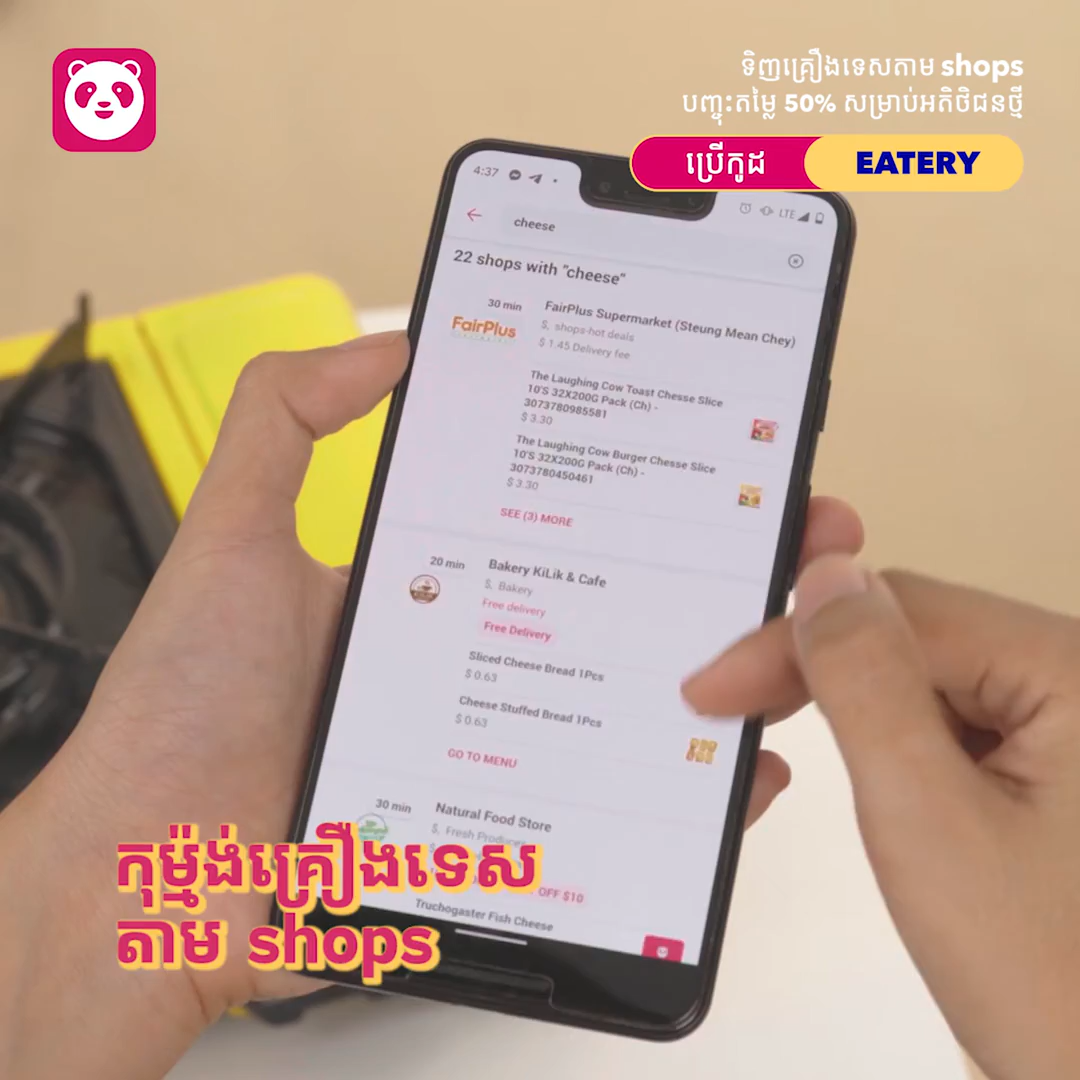 ទិញគ្រឿងទេសតាម shops
បញ្ចុះតម្លៃ 50% សម្រាប់អតិថិជនថ្មី
ប្រើកូដ
EATERY
4:37
LTE
cheese
22 shops with "cheese"
30 min
FairPlus
FairPlus Supermarket (Steung Mean Chey)
$, shops-hot deals
$ 1.45 Delivery fee
The Laughing Cow Toast Chesse Slice
10'S 32X200G Pack (Ch) -
3073780985581
$ 3.30
The Laughing Cow Burger Chesse Slice
10'S 32X200G Pack (Ch) -
3073780450461
$ 3.30
SEE (3) MORE
20 min
Bakery KiLik & Cafe
$, Bakery
Free delivery
Free Delivery
Sliced Cheese Bread 1Pcs
$ 0.63
Cheese Stuffed Bread 1Pcs
$ 0.63
GO TO MENU
30 min
Natural Food Store
$, Fresh Produces
OFF $10
Truchogaster Fish Cheese
កុម្ម៉ង់គ្រឿងទេស
តាម shops